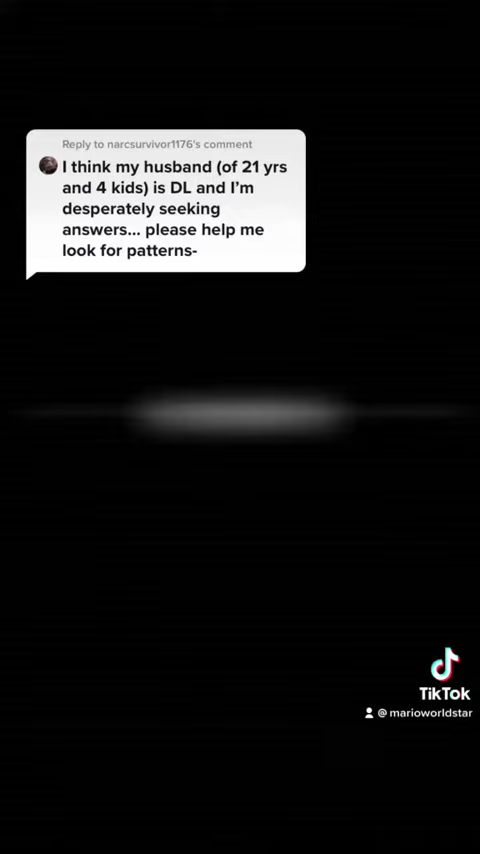 Reply to narcsurvivor1176's comment
I think my husband (of 21 yrs
and 4 kids) is DL and I’m
desperately seeking
answers... please help me
look for patterns-
TikTok
@ marioworldstar